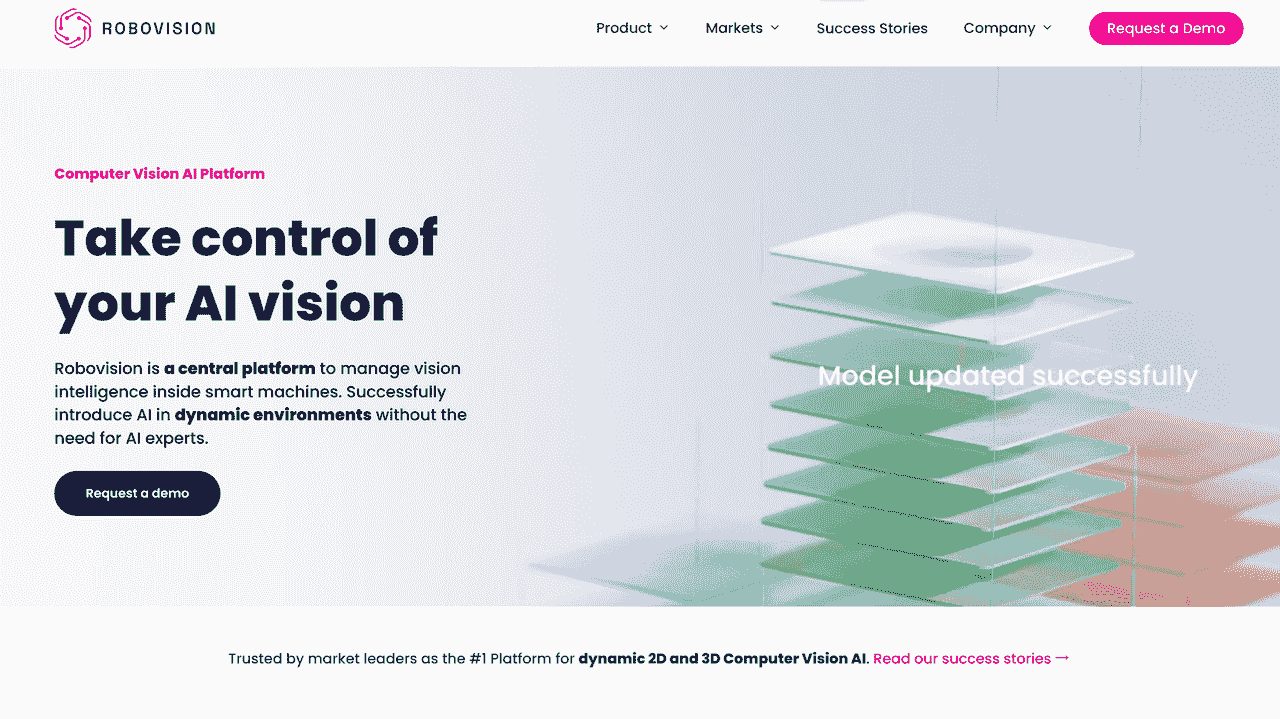 ROBOVISION
Product
Markets
Success Stories
Company
Request a Demo
Computer Vision AI Platform
Take control of
your AI vision
Robovision is a central platform to manage vision
intelligence inside smart machines. Successfully
introduce AI in dynamic environments without the
need for AI experts.
Request a demo
Model updated successfully
Trusted by market leaders as the #1 Platform for dynamic 2D and 3D Computer Vision AI. Read our success stories →